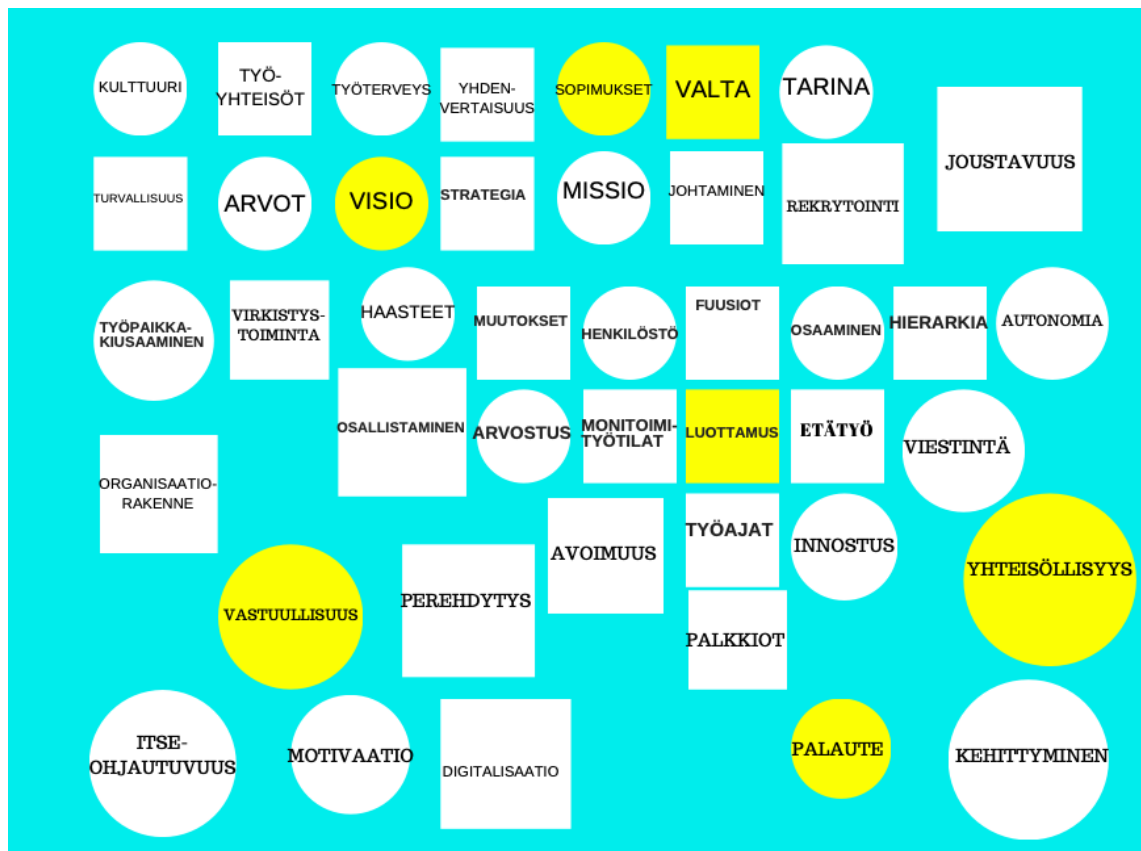 KULTTUURI
TYÖ-
YHTEISÖT
TYÖTERVEYS
YHDEN-
VERTAISUUS
SOPIMUKSET
VALTA
TARINA
JOUSTAVUUS
TURVALLISUUS
ARVOT
VISIO
STRATEGIA
MISSIO
JOHTAMINEN
REKRYTOINTI
TYÖPAIKKA-
KIUSAAMINEN
VIRKISTYS-
TOIMINTA
HAASTEET
MUUTOKSET
HENKILÖSTÖ
FUUSIOT
OSAAMINEN
HIERARKIA
AUTONOMIA
OSALLISTAMINEN
ARVOSTUS
MONITOIMI-
TYÖTILAT
LUOTTAMUS
ETÄTYÖ
VIESTINTÄ
ORGANISAATIO-
RAKENNE
AVOIMUUS
TYÖAJAT
INNOSTUS
YHTEISÖLLISYYS
VASTUULLISUUS
PEREHDYTYS
PALKKIOT
ITSE-
OHJAUTUVUUS
MOTIVAATIO
DIGITALISAATIO
PALAUTE
KEHITTYMINEN